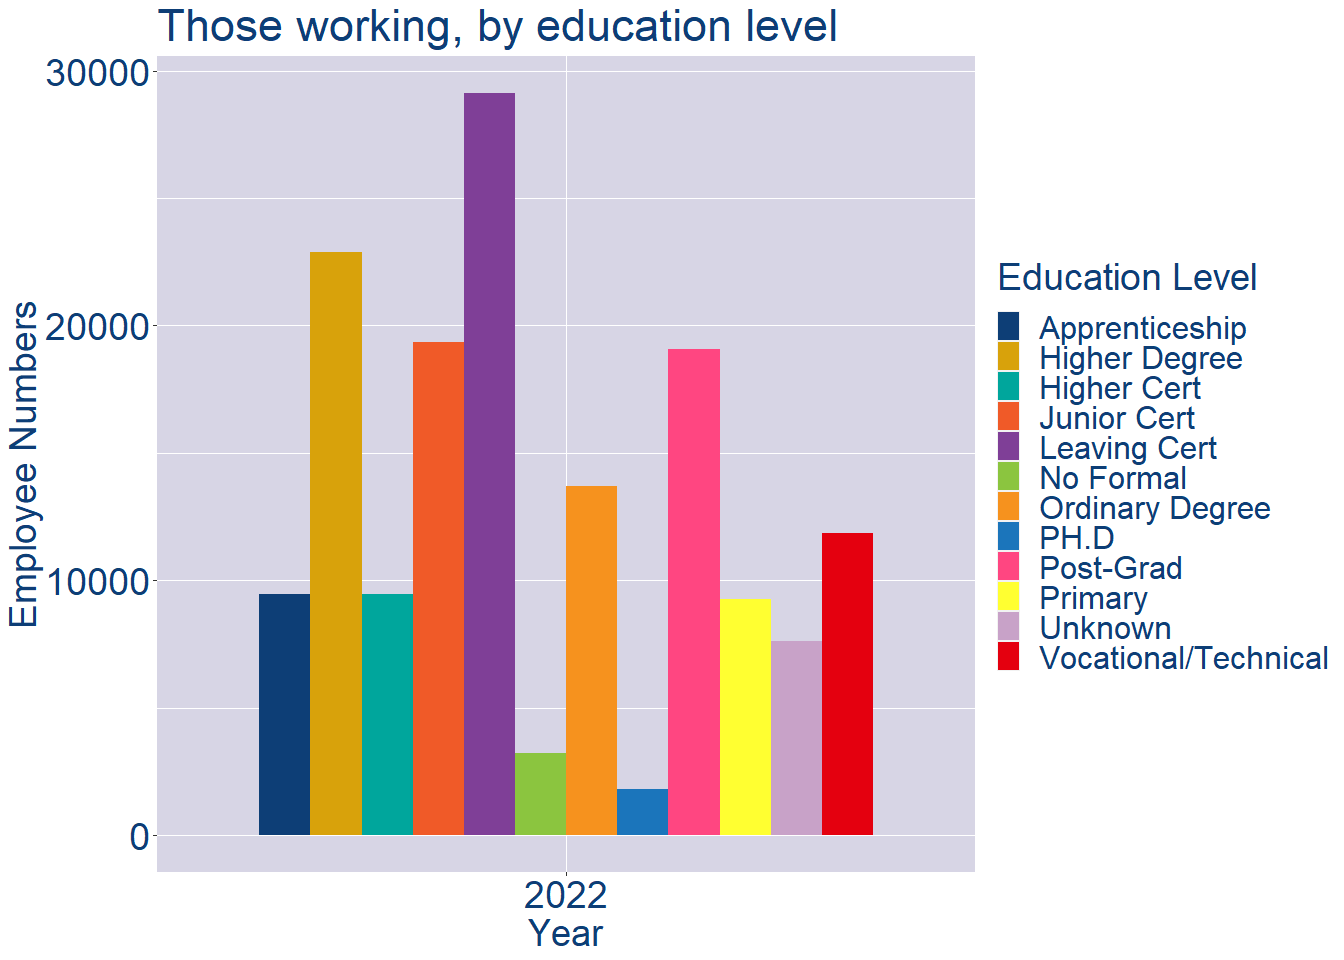 Those working, by education level
30000
20000
10000
0
Employee Numbers
2022
Year
Education Level
Apprenticeship
Higher Degree
Higher Cert
Junior Cert
Leaving Cert
No Formal
Ordinary Degree
PH.D
Post-Grad
Primary
Unknown
Vocational/Technical